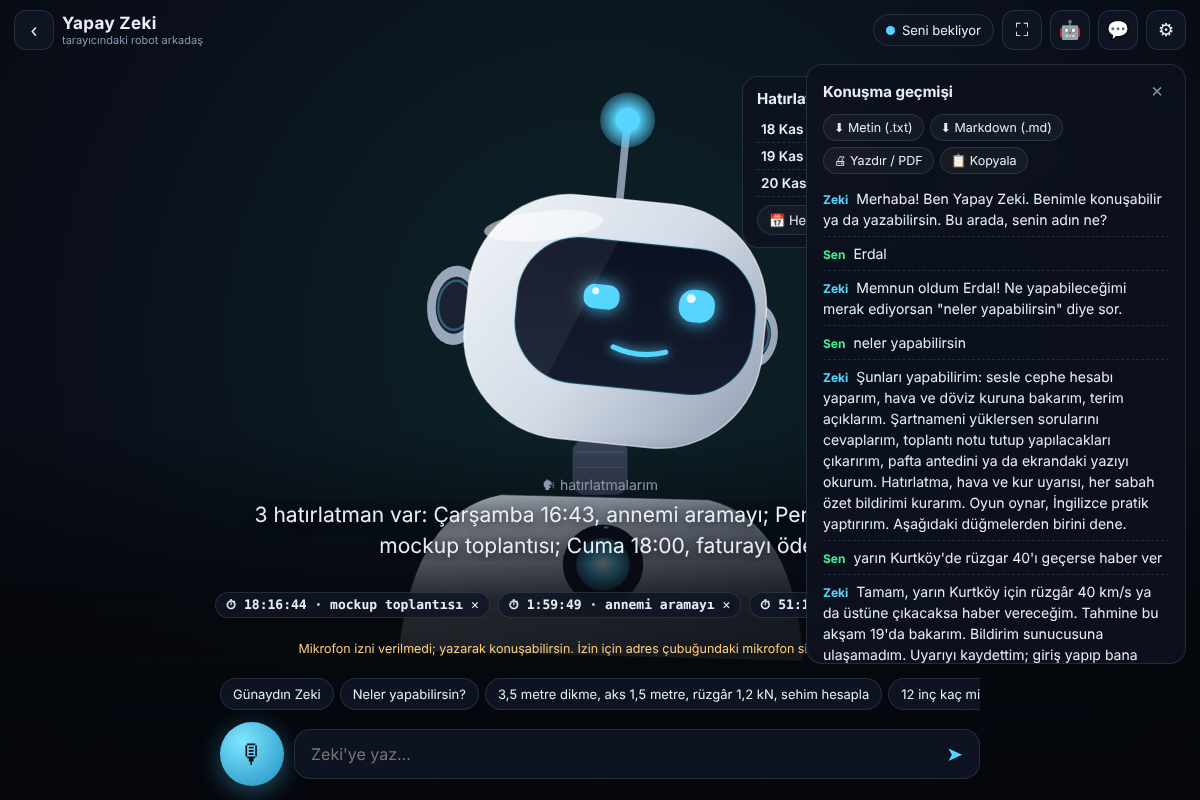 Yapay Zeki
tarayıcındaki robot arkadaş
Seni bekliyor
18 Kas
19 Kas
20 Kas
🗣 hatırlatmalarım
3 hatırlatman var: Çarşamba 16:43, annemi aramayı;
mockup toplantısı; Cuma 18:00, faturayı
⏱ 18:16:44 · mockup toplantısı ×
⏱ 1:59:49 · annemi aramayı ×
Mikrofon izni verilmedi; yazarak konuşabilirsin. İzin için adres çubuğundaki mikrofon
Konuşma geçmişi
×
⬇ Metin (.txt)
⬇ Markdown (.md)
🖨 Yazdır / PDF
📋 Kopyala
Zeki Merhaba! Ben Yapay Zeki. Benimle konuşabilir
ya da yazabilirsin. Bu arada, senin adın ne?
Sen Erdal
Zeki Memnun oldum Erdal! Ne yapabileceğimi
merak ediyorsan "neler yapabilirsin" diye sor.
Sen neler yapabilirsin
Zeki Şunları yapabilirim: sesle cephe hesabı
yaparım, hava ve döviz kuruna bakarım, terim
açıklarım. Şartnameni yüklersen sorularını
cevaplarım, toplantı notu tutup yapılacakları
çıkarırım, pafta antedini ya da ekrandaki yazıyı
okurum. Hatırlatma, hava ve kur uyarısı, her sabah
özet bildirimi kurarım. Oyun oynar, İngilizce pratik
yaptırırım. Aşağıdaki düğmelerden birini dene.
Sen yarın Kurtköy'de rüzgar 40'ı geçerse haber ver
Zeki Tamam, yarın Kurtköy için rüzgâr 40 km/s ya
da üstüne çıkacaksa haber vereceğim. Tahmine bu
akşam 19'da bakarım. Bildirim sunucusuna
ulaşamadım. Uyarıyı kaydettim; giriş yapıp bana
Günaydın Zeki
Neler yapabilirsin?
3,5 metre dikme, aks 1,5 metre, rüzgâr 1,2 kN, sehim hesapla
12 inç kaç
Zeki'ye yaz...